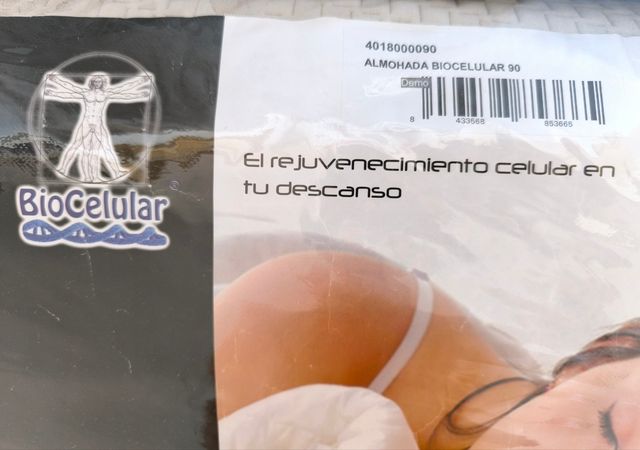 4018000090
ALMOHADA BIOCELULAR 90
Demo
8 433568 853665
El rejuvenecimiento celular en
tu descanso
BioCelular